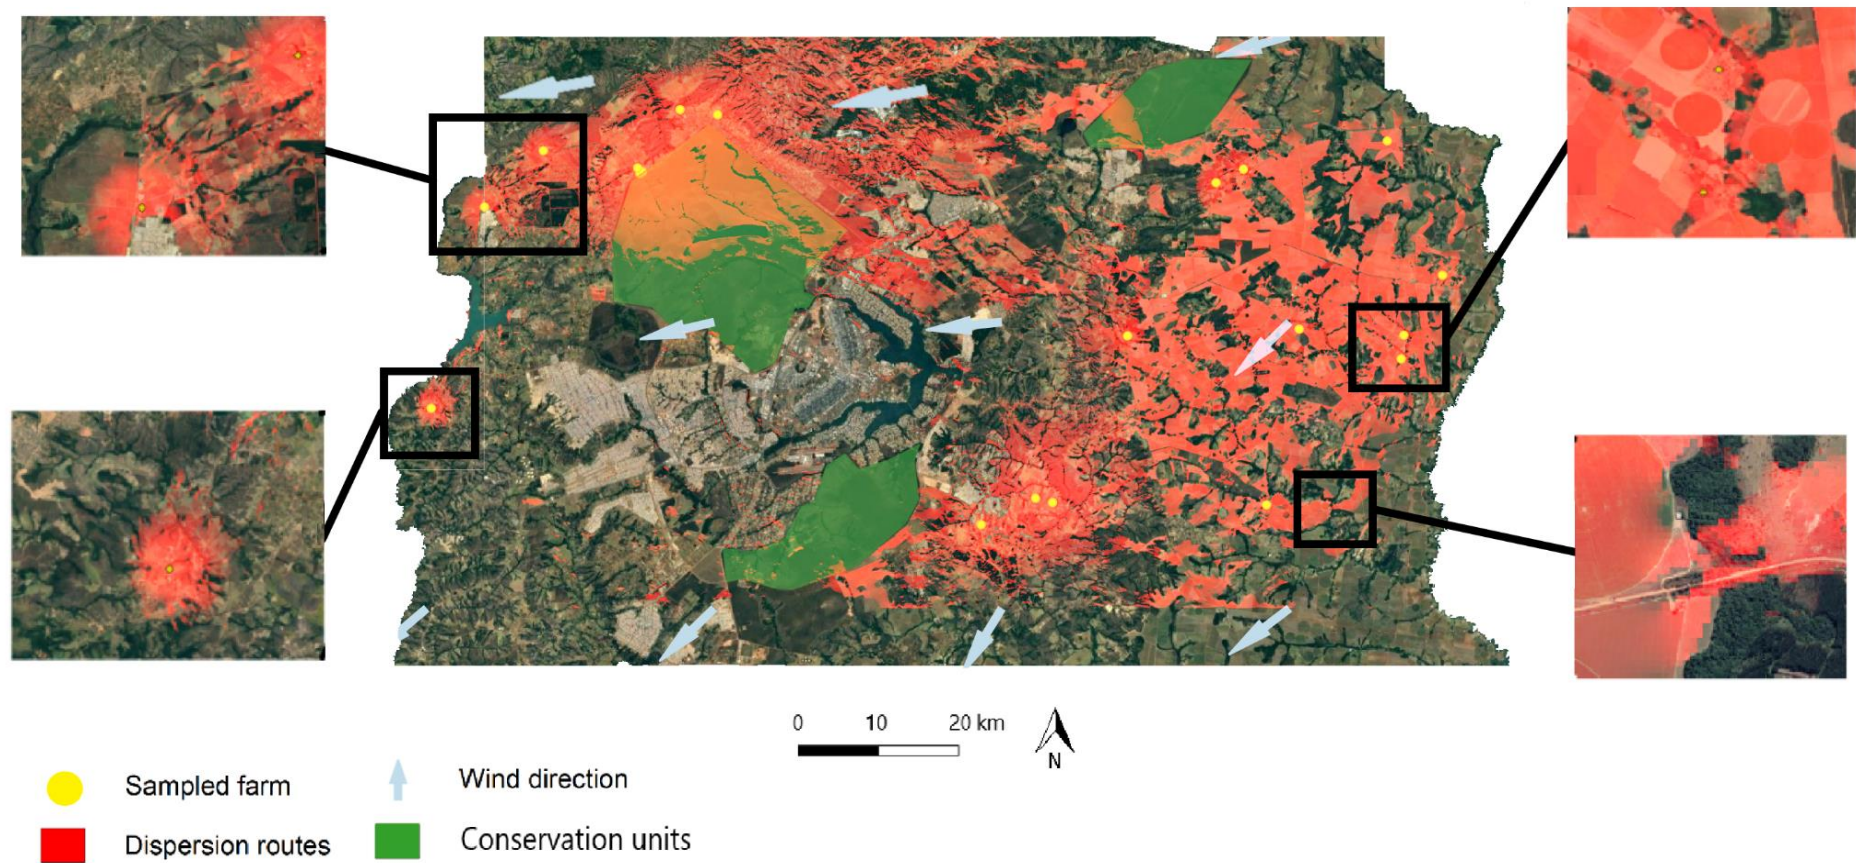 0 10 20 km
N
Sampled farm
Wind direction
Dispersion routes
Conservation units